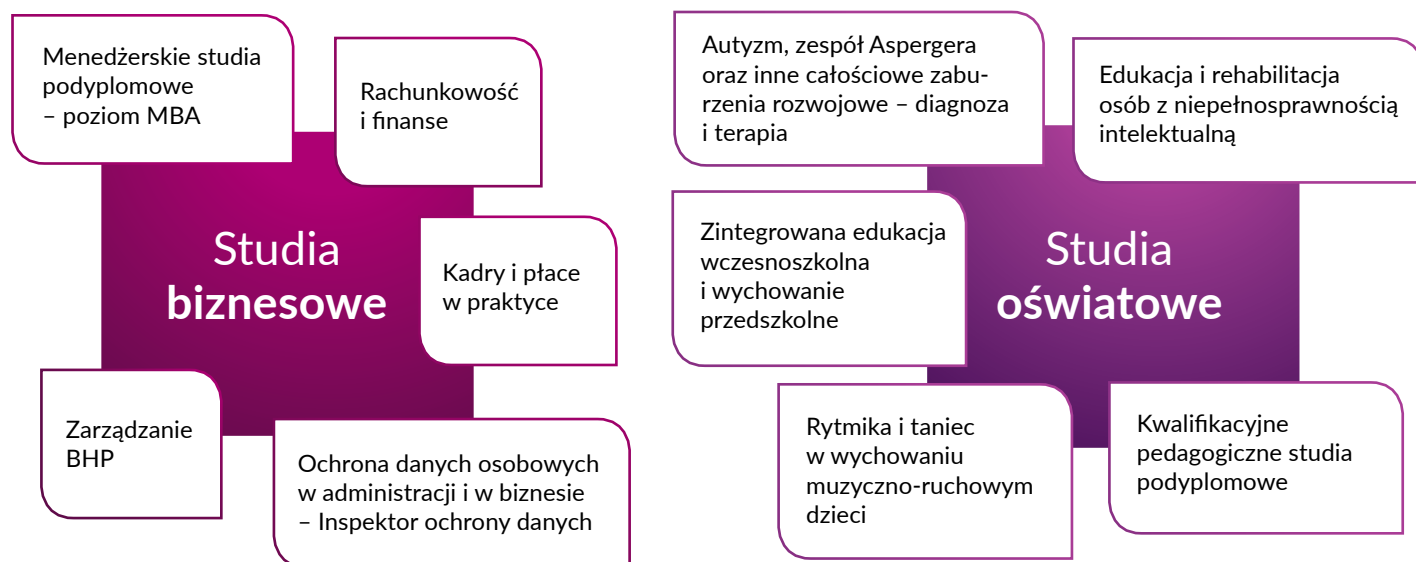 Menedżerskie studia
podyplomowe
– poziom MBA
Rachunkowość
i finanse
Studia
biznesowe
Kadry i płace
w praktyce
Zarządzanie
BHP
Ochrona danych osobowych
w administracji i w biznesie
– Inspektor ochrony danych
Autyzm, zespół Aspergera
oraz inne całościowe zabu-
rzenia rozwojowe – diagnoza
i terapia
Edukacja i rehabilitacja
osób z niepełnosprawnością
intelektualną
Zintegrowana edukacja
wczesnoszkolna
i wychowanie
przedszkolne
Studia
oświatowe
Rytmika i taniec
w wychowaniu
muzyczno-ruchowym
dzieci
Kwalifikacyjne
pedagogiczne studia
podyplomowe